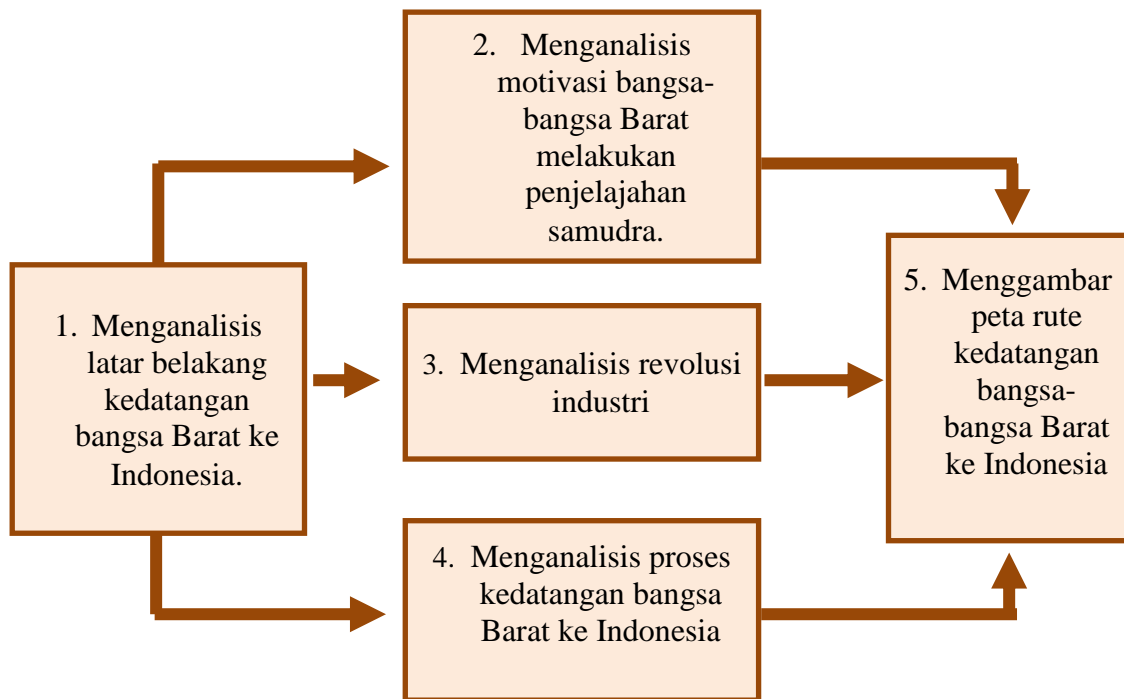 1. Menganalisis
latar belakang
kedatangan
bangsa Barat ke
Indonesia.
2. Menganalisis
motivasi bangsa-
bangsa Barat
melakukan
penjelajahan
samudra.
3. Menganalisis revolusi
industri
4. Menganalisis proses
kedatangan bangsa
Barat ke Indonesia
5. Menggambar
peta rute
kedatangan
bangsa-
bangsa Barat
ke Indonesia